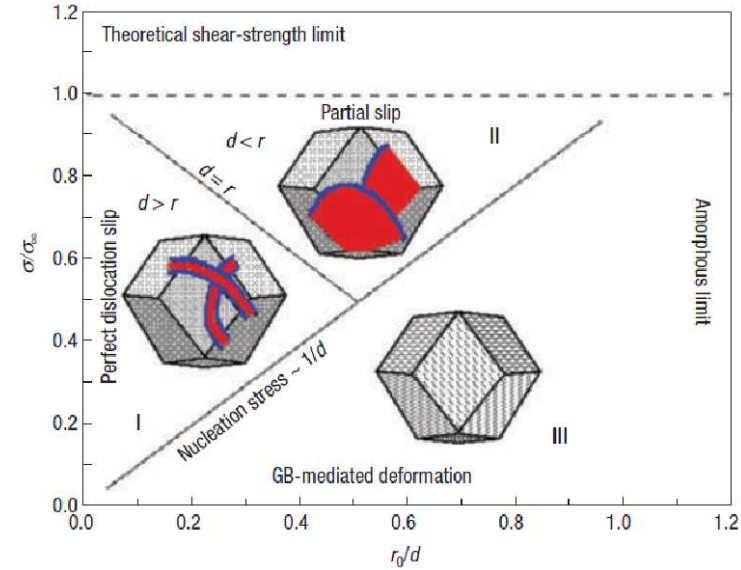 1.2
Theoretical shear-strength limit
1.0
Partial slip
II
d < r
d = r
0.8
d > r
Perfect dislocation slip
Amorphous limit
σ/σ∞
0.6
0.4
Nucleation stress ~ 1/d
0.2
I
III
GB-mediated deformation
0.0
0.0 0.2 0.4 0.6 0.8 1.0 1.2
r₀/d